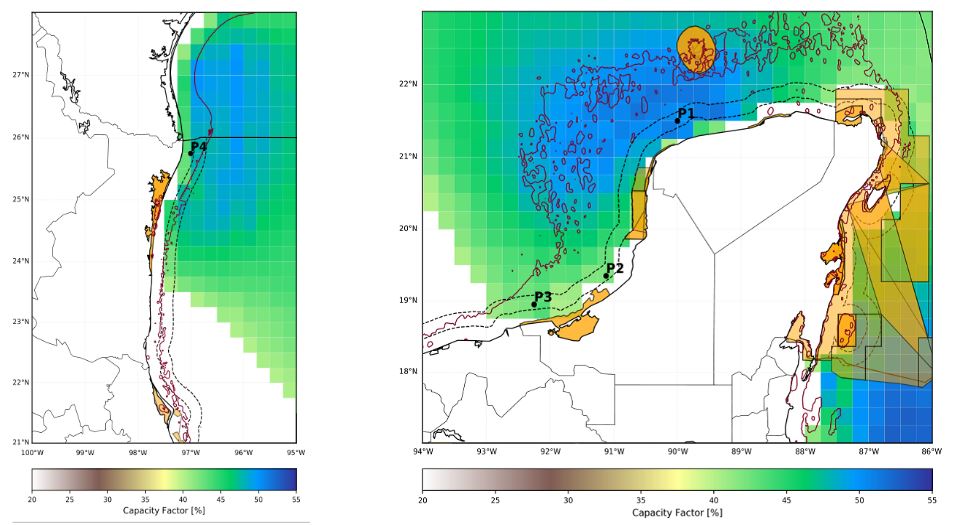 27°N
26°N
25°N
24°N
23°N
22°N
21°N
100°W 99°W 98°W 97°W 96°W 95°W
P4
20 25 30 35 40 45 50 55
Capacity Factor [%]
22°N
21°N
20°N
19°N
18°N
94°W 93°W 92°W 91°W 90°W 89°W 88°W 87°W 86°W
P1
P2
P3
20 25 30 35 40 45 50 55
Capacity Factor [%]